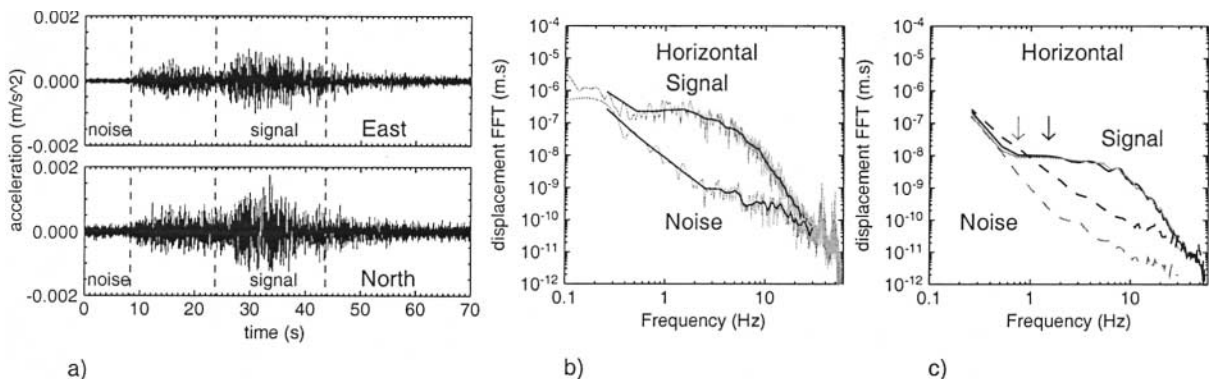 0.002
0.000
-0.002
noise
signal
East
acceleration (m/s^2)
0.002
0.000
-0.002
noise
signal
North
0 10 20 30 40 50 60 70
time (s)
a)
displacement FFT (m.s)
10^-4
10^-5
10^-6
10^-7
10^-8
10^-9
10^-10
10^-11
10^-12
Horizontal
Signal
Noise
0.1 1 10
Frequency (Hz)
b)
displacement FFT (m.s)
10^-4
10^-5
10^-6
10^-7
10^-8
10^-9
10^-10
10^-11
10^-12
Horizontal
Signal
Noise
0.1 1 10
Frequency (Hz)
c)